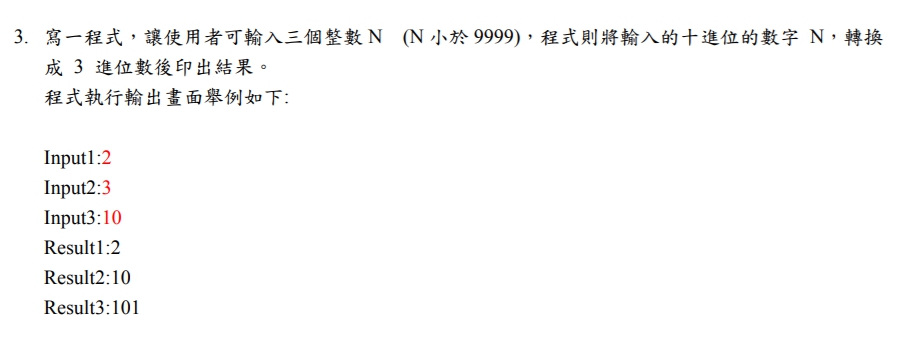 3. 寫一程式，讓使用者可輸入三個整數 N (N 小於 9999)，程式則將輸入的十進位的數字 N，轉換
成 3 進位數後印出結果。
程式執行輸出畫面舉例如下:
Input1:2
Input2:3
Input3:10
Result1:2
Result2:10
Result3:101